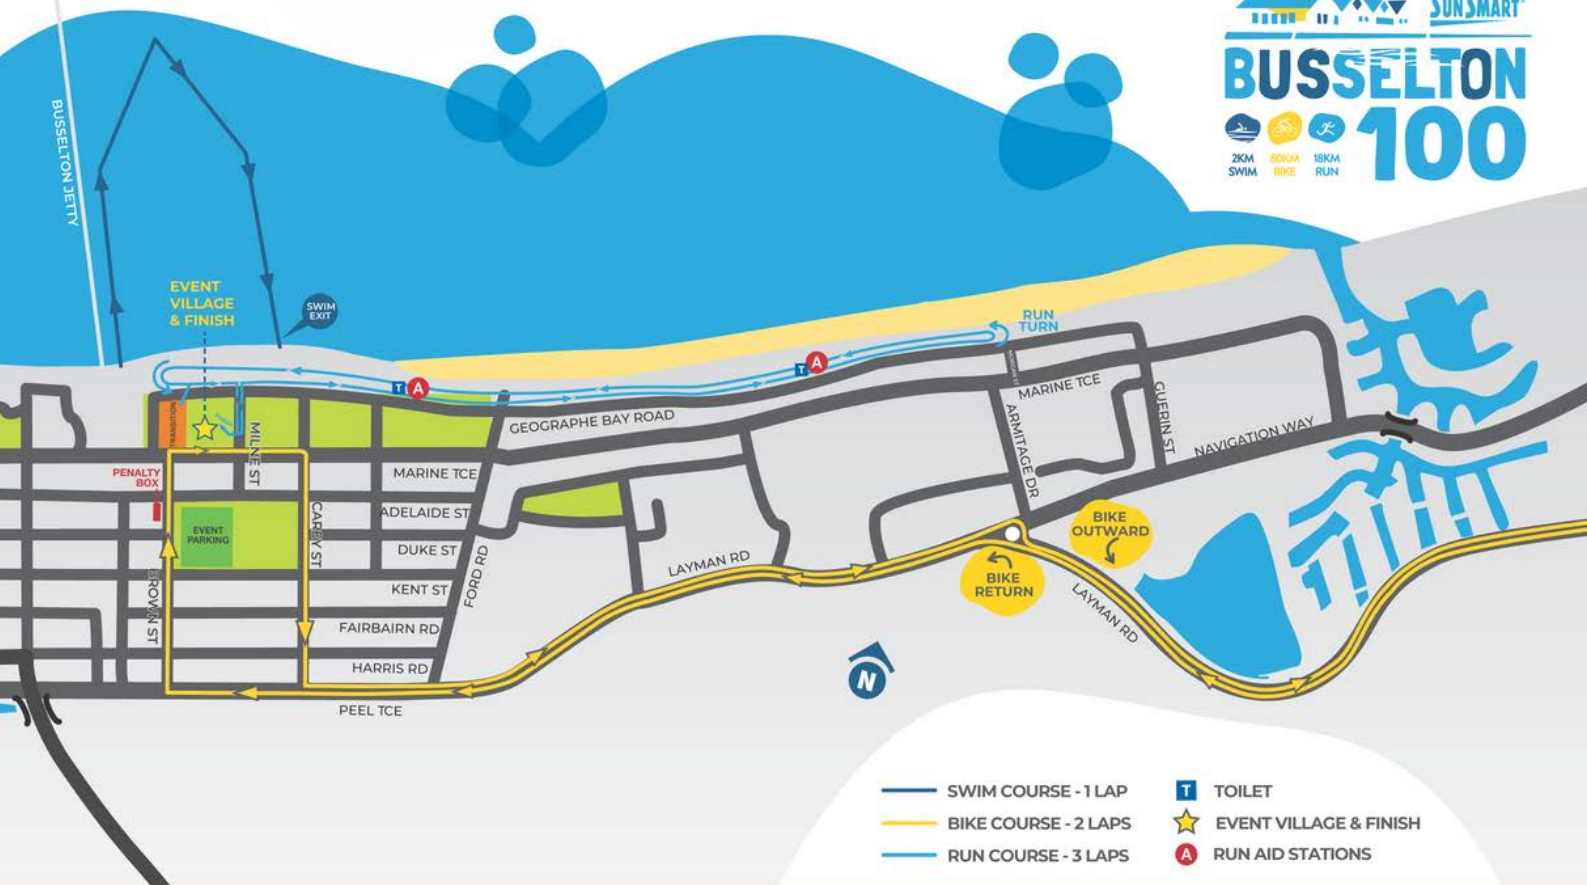 SUNSMART
BUSSELTON
100
2KM
SWIM
80KM
BIKE
18KM
RUN
BUSSELTON JETTY
EVENT
VILLAGE
& FINISH
SWIM
EXIT
RUN
TURN
T
A
T
A
TRANSITION
MILNE ST
GEOGRAPHE BAY ROAD
MARINE TCE
GUERIN ST
ARMITAGE DR
NAVIGATION WAY
PENALTY
BOX
MARINE TCE
ADELAIDE ST
CAREY ST
EVENT
PARKING
DUKE ST
FORD RD
KENT ST
BROWN ST
FAIRBAIRN RD
HARRIS RD
PEEL TCE
LAYMAN RD
BIKE
OUTWARD
BIKE
RETURN
LAYMAN RD
N
SWIM COURSE - 1 LAP
BIKE COURSE - 2 LAPS
RUN COURSE - 3 LAPS
T TOILET
EVENT VILLAGE & FINISH
A RUN AID STATIONS